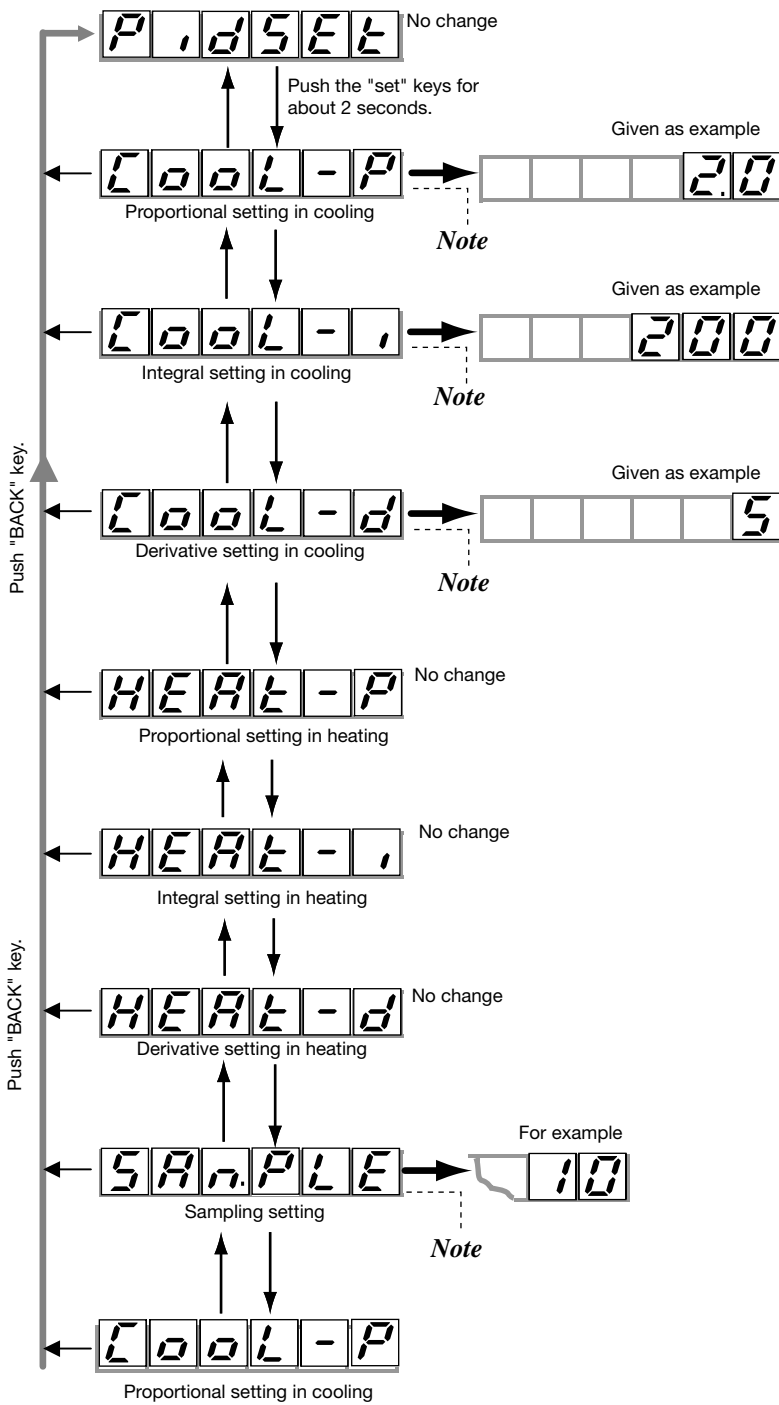 PidSEt No change
Push the "set" keys for
about 2 seconds.
Given as example
CooL-P 2.0
Proportional setting in cooling
Note
Given as example
CooL-i 200
Integral setting in cooling
Note
Given as example
CooL-d 5
Derivative setting in cooling
Note
Push "BACK" key.
HEAt-P No change
Proportional setting in heating
HEAt-i No change
Integral setting in heating
HEAt-d No change
Derivative setting in heating
Push "BACK" key.
For example
SAn.PLE 10
Sampling setting
Note
CooL-P
Proportional setting in cooling